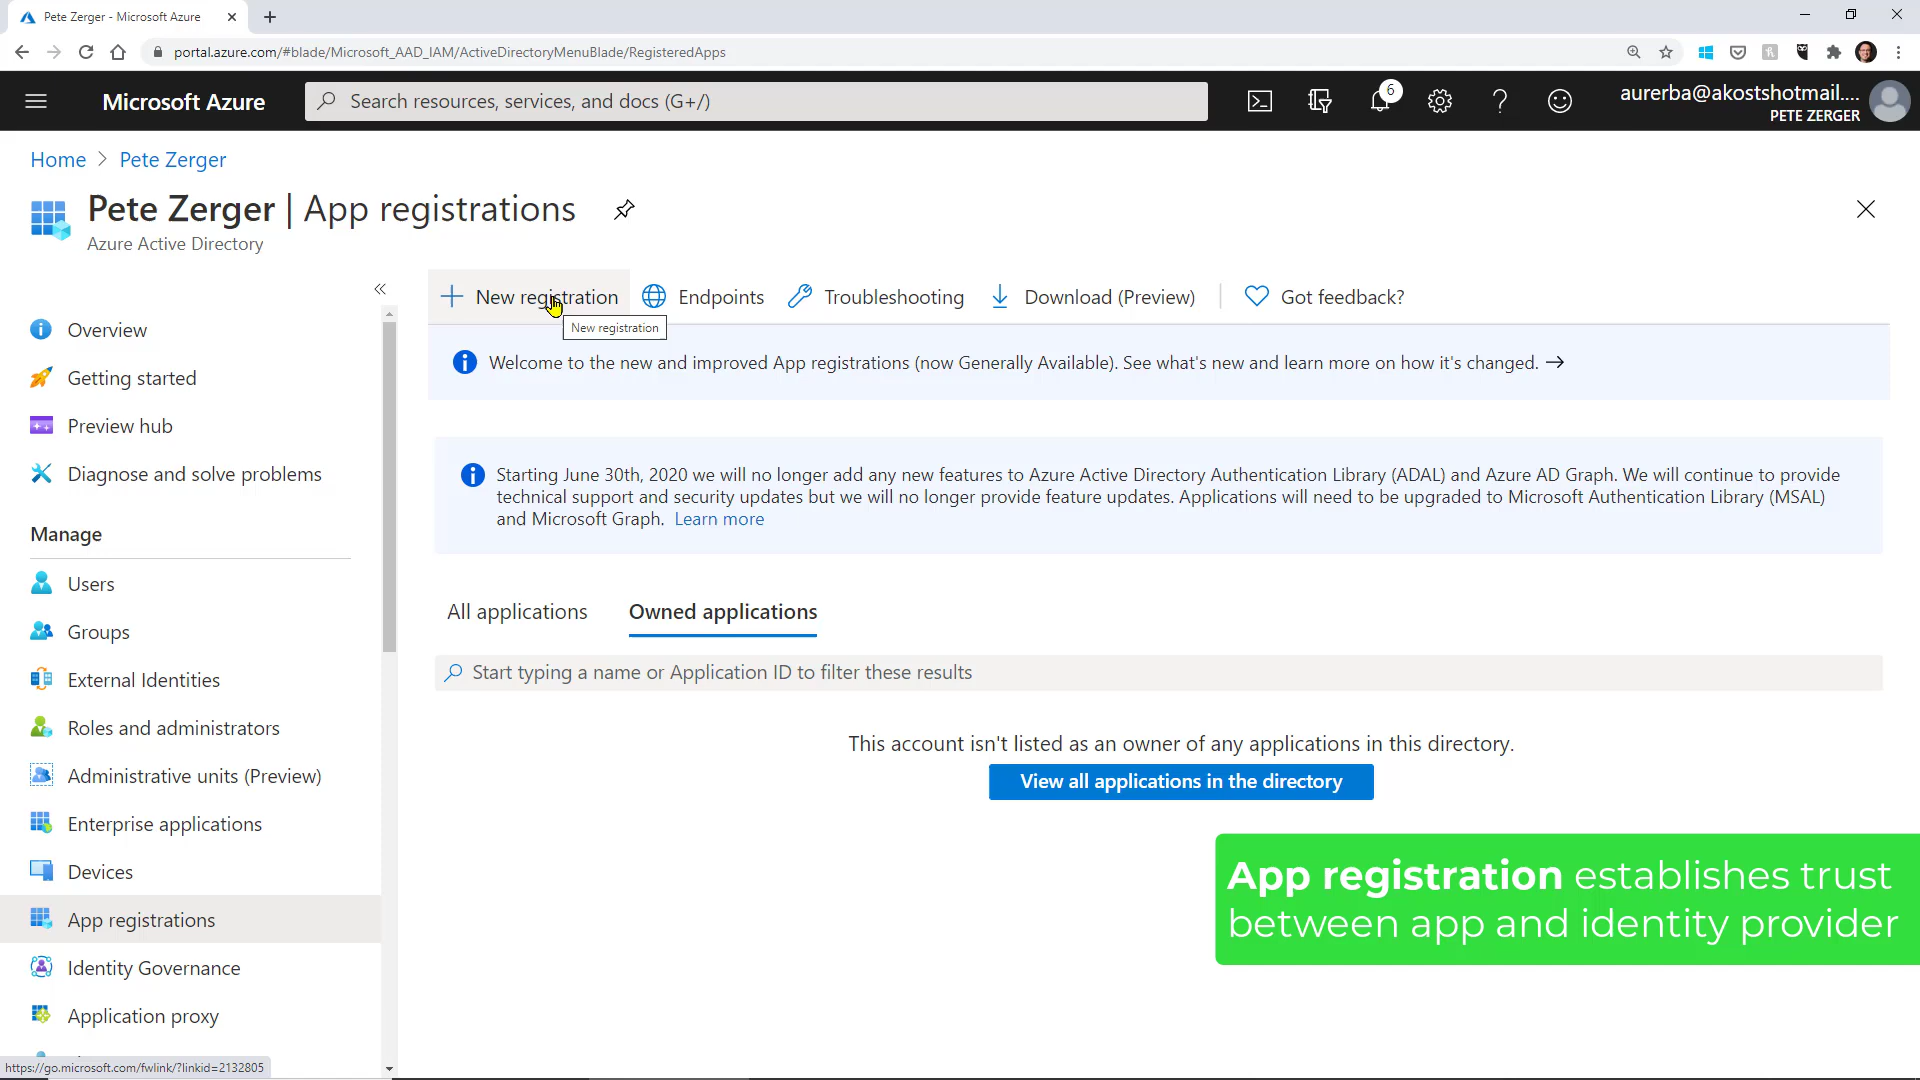 Pete Zerger - Microsoft Azure
portal.azure.com/#blade/Microsoft_AAD_IAM/ActiveDirectoryMenuBlade/RegisteredApps
Microsoft Azure
Search resources, services, and docs (G+/)
6
aurerba@akostshotmail....
PETE ZERGER
Home > Pete Zerger
Pete Zerger | App registrations
Azure Active Directory
New registration
Endpoints
Troubleshooting
Download (Preview)
Got feedback?
New registration
Welcome to the new and improved App registrations (now Generally Available). See what's new and learn more on how it's changed. →
Starting June 30th, 2020 we will no longer add any new features to Azure Active Directory Authentication Library (ADAL) and Azure AD Graph. We will continue to provide
technical support and security updates but we will no longer provide feature updates. Applications will need to be upgraded to Microsoft Authentication Library (MSAL)
and Microsoft Graph. Learn more
Overview
Getting started
Preview hub
Diagnose and solve problems
Manage
Users
Groups
External Identities
Roles and administrators
Administrative units (Preview)
Enterprise applications
Devices
App registrations
Identity Governance
Application proxy
All applications
Owned applications
Start typing a name or Application ID to filter these results
This account isn't listed as an owner of any applications in this directory.
View all applications in the directory
App registration establishes trust
between app and identity provider
https://go.microsoft.com/fwlink/?linkid=2132805